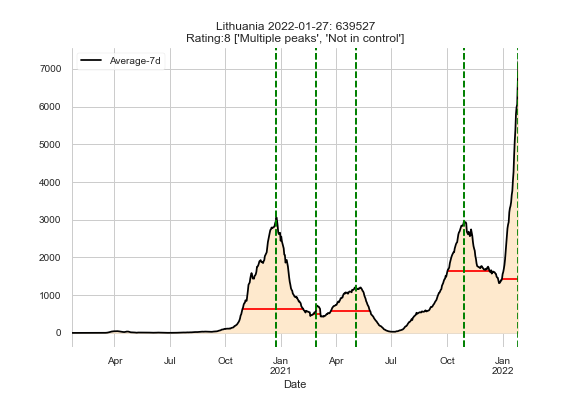 Lithuania 2022-01-27: 639527
Rating:8 ['Multiple peaks', 'Not in control']
Average-7d
7000
6000
5000
4000
3000
2000
1000
0
Apr
Jul
Oct
Jan
2021
Apr
Jul
Oct
Jan
2022
Date